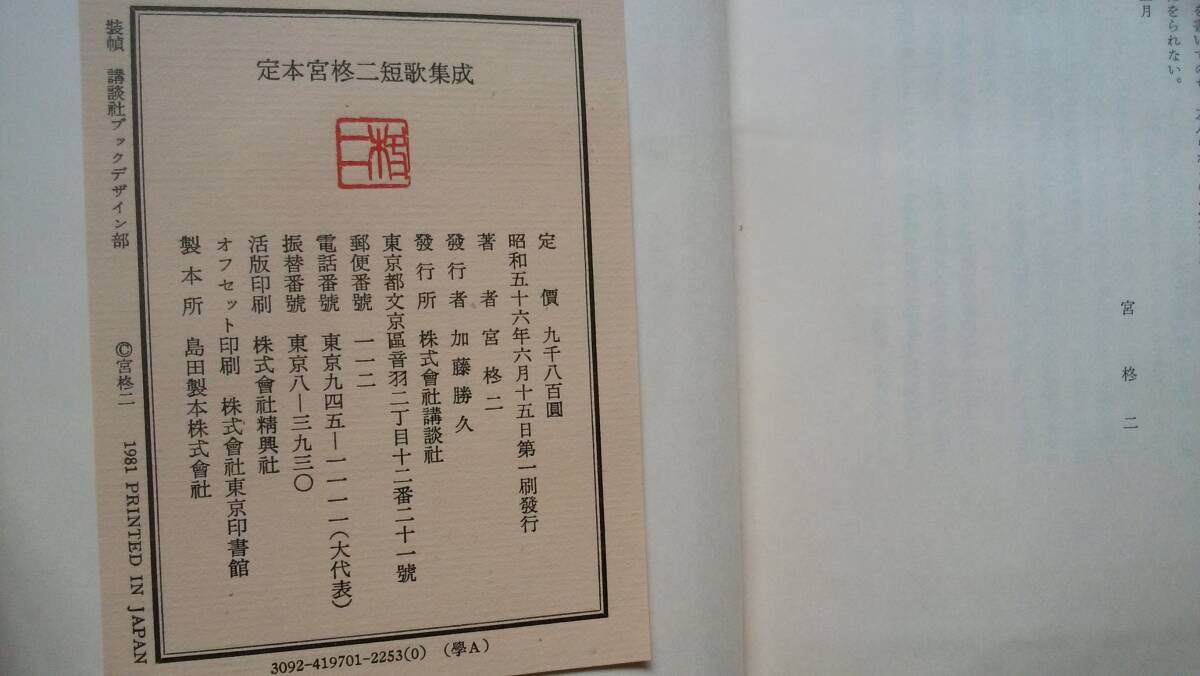 を書いて
をられない。
月
宮 柊 二
定本宮柊二短歌集成
柊二
定 價 九千八百圓
昭和五十六年六月十五日第一刷發行
著 者 宮 柊 二
發行者 加 藤 勝 久
發行所 株式會社講談社
東京都文京區音羽二丁目十二番二十一號
郵便番號 一一二
電話番號 東京九四五―一一一一(大代表)
振替番號 東京八―三九三〇
活版印刷 株式會社精興社
オフセット印刷 株式會社東京印書館
製本所 島田製本株式會社
裝幀 講談社ブックデザイン部
©宮柊二 1981 PRINTED IN JAPAN
3092-419701-2253(0) (學A)